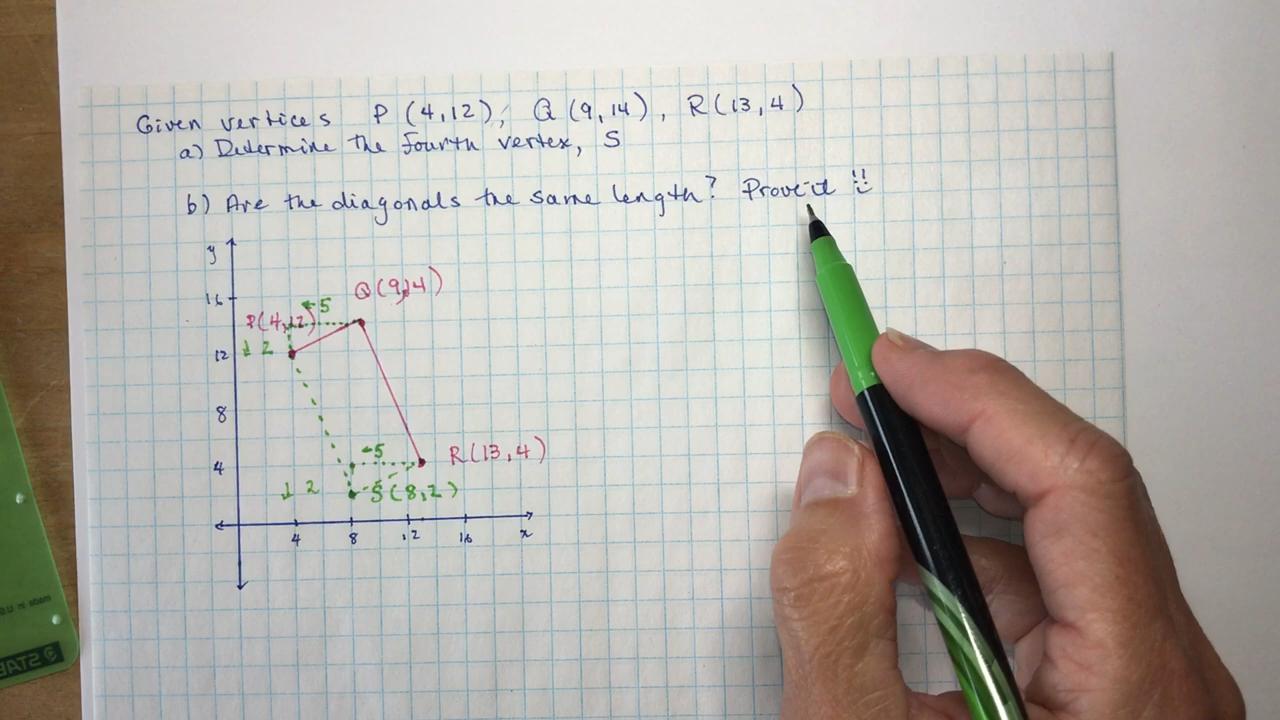 Given vertices P (4,12), Q (9,14), R (13,4)
a) Determine the fourth vertex, S
b) Are the diagonals the same length? Prove it !!
y
Q(9,14)
16
←5
P(4,12)
↓ 2
12
8
-5
R(13,4)
4
↓ 2
S(8,2)
4 8 12 16 x